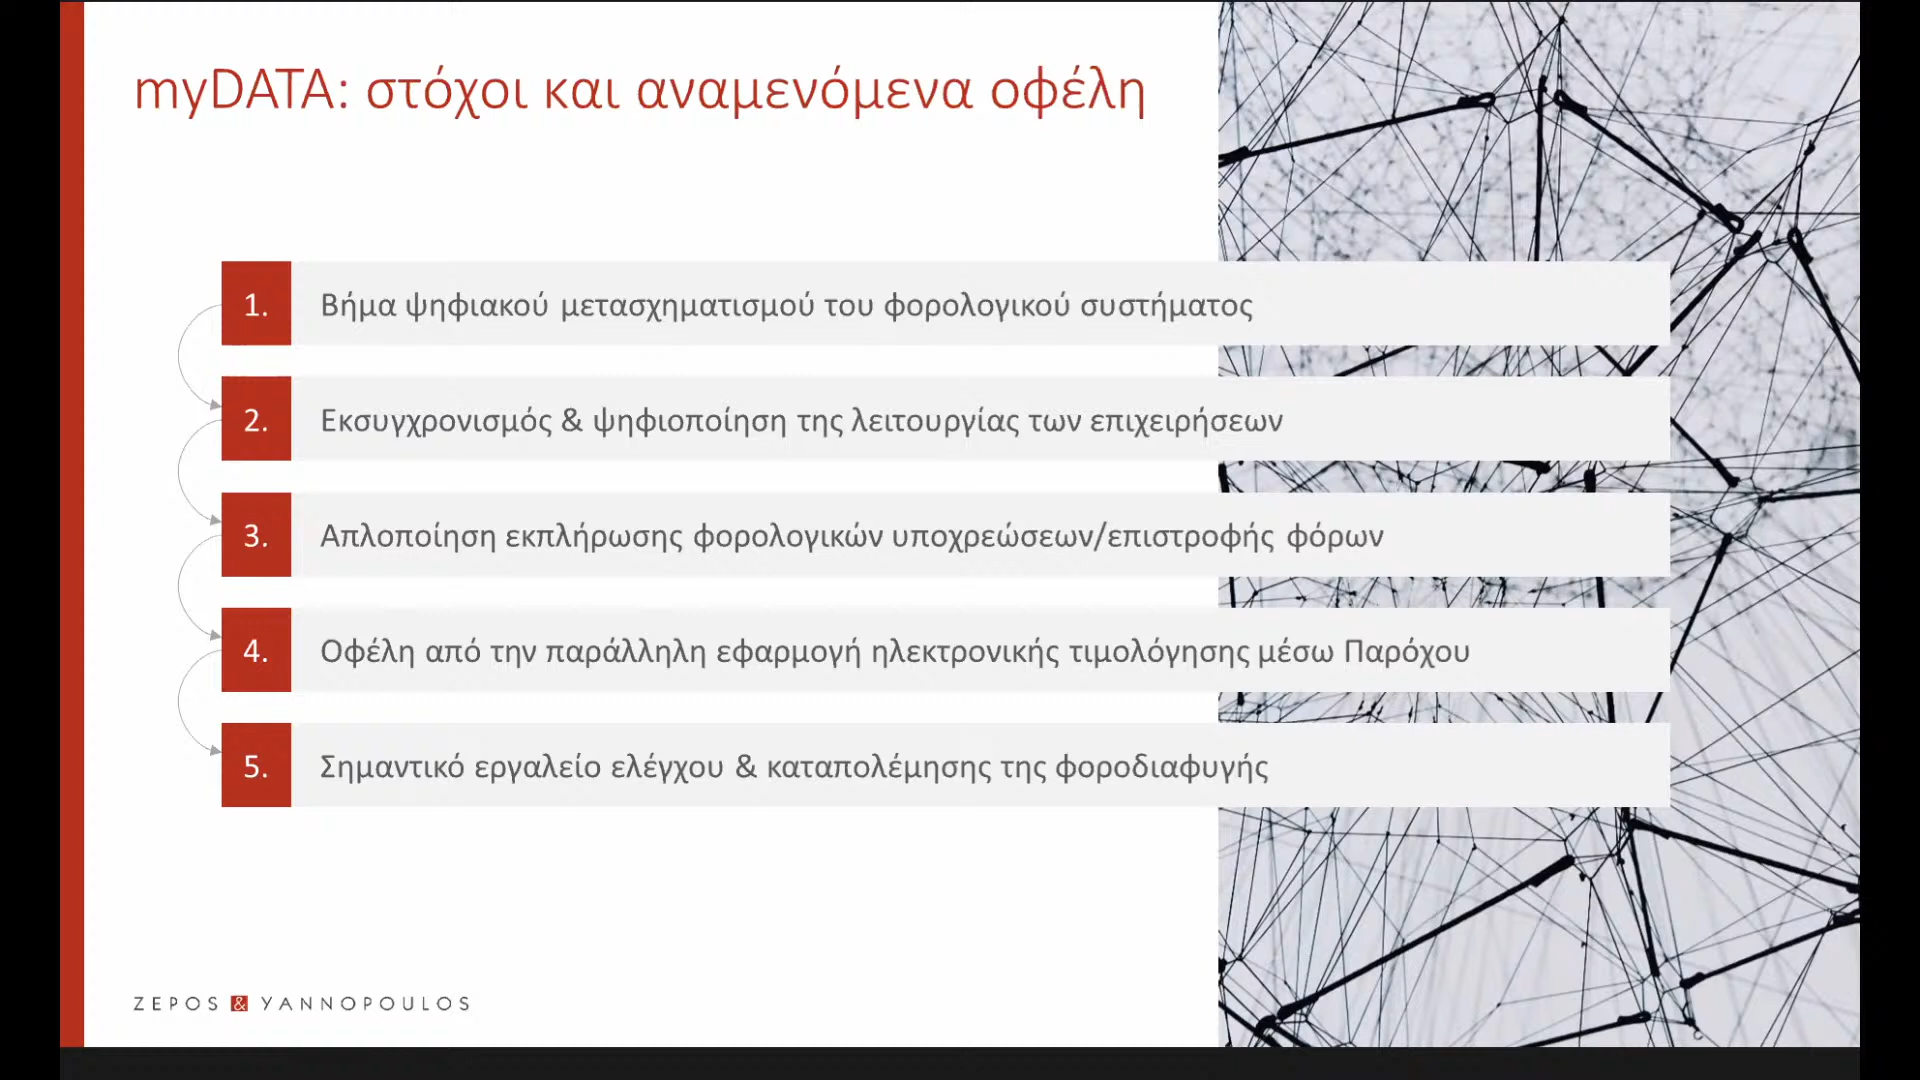 myDATA: στόχοι και αναμενόμενα οφέλη
1. Βήμα ψηφιακού μετασχηματισμού του φορολογικού συστήματος
2. Εκσυγχρονισμός & ψηφιοποίηση της λειτουργίας των επιχειρήσεων
3. Απλοποίηση εκπλήρωσης φορολογικών υποχρεώσεων/επιστροφής φόρων
4. Οφέλη από την παράλληλη εφαρμογή ηλεκτρονικής τιμολόγησης μέσω Παρόχου
5. Σημαντικό εργαλείο ελέγχου & καταπολέμησης της φοροδιαφυγής
ZEPOS & YANNOPOULOS